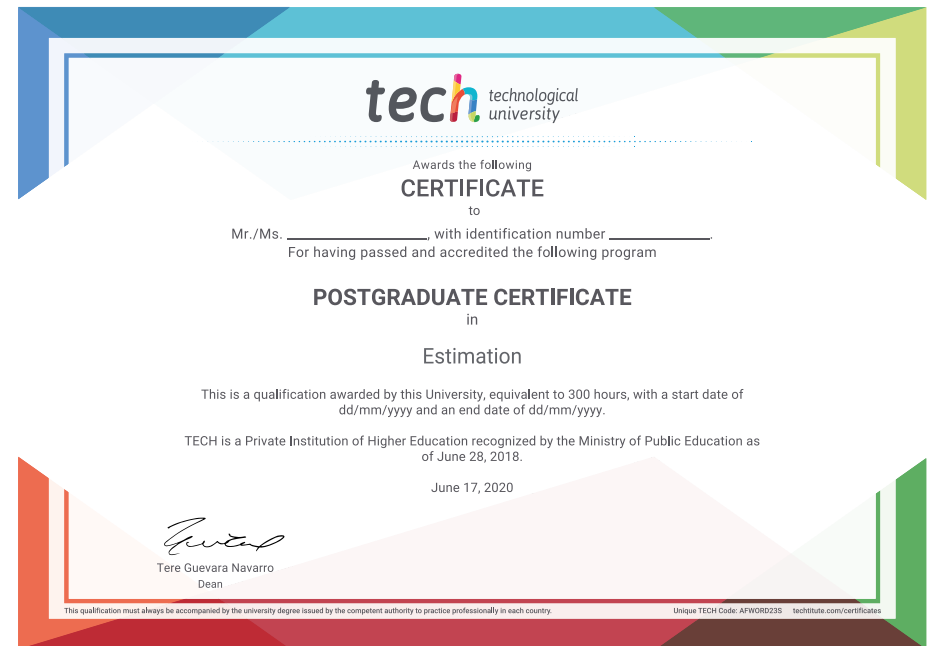 tech technological
university
Awards the following
CERTIFICATE
to
Mr./Ms. ____________, with identification number ____________.
For having passed and accredited the following program
POSTGRADUATE CERTIFICATE
in
Estimation
This is a qualification awarded by this University, equivalent to 300 hours, with a start date of
dd/mm/yyyy and an end date of dd/mm/yyyy.
TECH is a Private Institution of Higher Education recognized by the Ministry of Public Education as
of June 28, 2018.
June 17, 2020
Tere Guevara Navarro
Dean
This qualification must always be accompanied by the university degree issued by the competent authority to practice professionally in each country.
Unique TECH Code: AFWORD23S techtitute.com/certificates